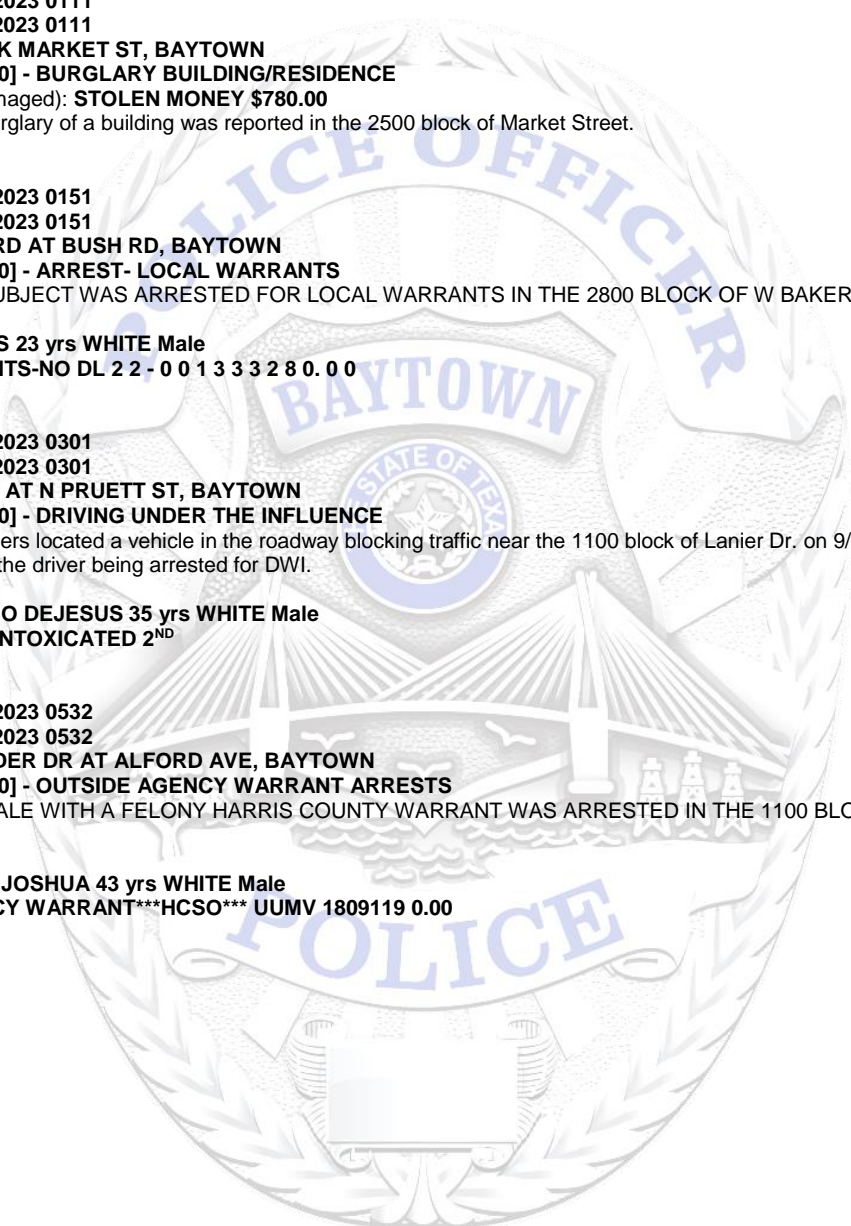 2023 0111
2023 0111
K MARKET ST, BAYTOWN
0] - BURGLARY BUILDING/RESIDENCE
naged): STOLEN MONEY $780.00
rglary of a building was reported in the 2500 block of Market Street.
2023 0151
2023 0151
RD AT BUSH RD, BAYTOWN
0] - ARREST- LOCAL WARRANTS
UBJECT WAS ARRESTED FOR LOCAL WARRANTS IN THE 2800 BLOCK OF W BAKER
S 23 yrs WHITE Male
NTS-NO DL 2 2 - 0 0 1 3 3 3 2 8 0. 0 0
2023 0301
2023 0301
AT N PRUETT ST, BAYTOWN
0] - DRIVING UNDER THE INFLUENCE
ers located a vehicle in the roadway blocking traffic near the 1100 block of Lanier Dr. on 9/
the driver being arrested for DWI.
O DEJESUS 35 yrs WHITE Male
NTOXICATED 2ND
2023 0532
2023 0532
DER DR AT ALFORD AVE, BAYTOWN
0] - OUTSIDE AGENCY WARRANT ARRESTS
ALE WITH A FELONY HARRIS COUNTY WARRANT WAS ARRESTED IN THE 1100 BLO
JOSHUA 43 yrs WHITE Male
CY WARRANT***HCSO*** UUMV 1809119 0.00
POLICE OFFICER
BAYTOWN
THE STATE OF TEXAS
POLICE